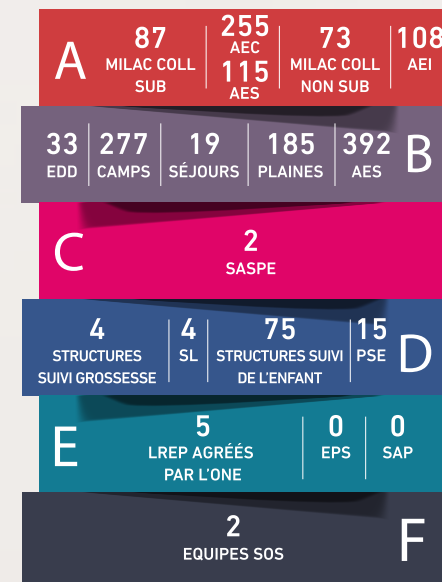 A
87
MILAC COLL
SUB
255
AEC
115
AES
73
MILAC COLL
NON SUB
108
AEI
33
EDD
277
CAMPS
19
SÉJOURS
185
PLAINES
392
AES
B
C
2
SASPE
4
STRUCTURES
SUIVI GROSSESSE
4
SL
75
STRUCTURES SUIVI
DE L'ENFANT
15
PSE
D
E
5
LREP AGRÉÉS
PAR L'ONE
0
EPS
0
SAP
2
EQUIPES SOS
F